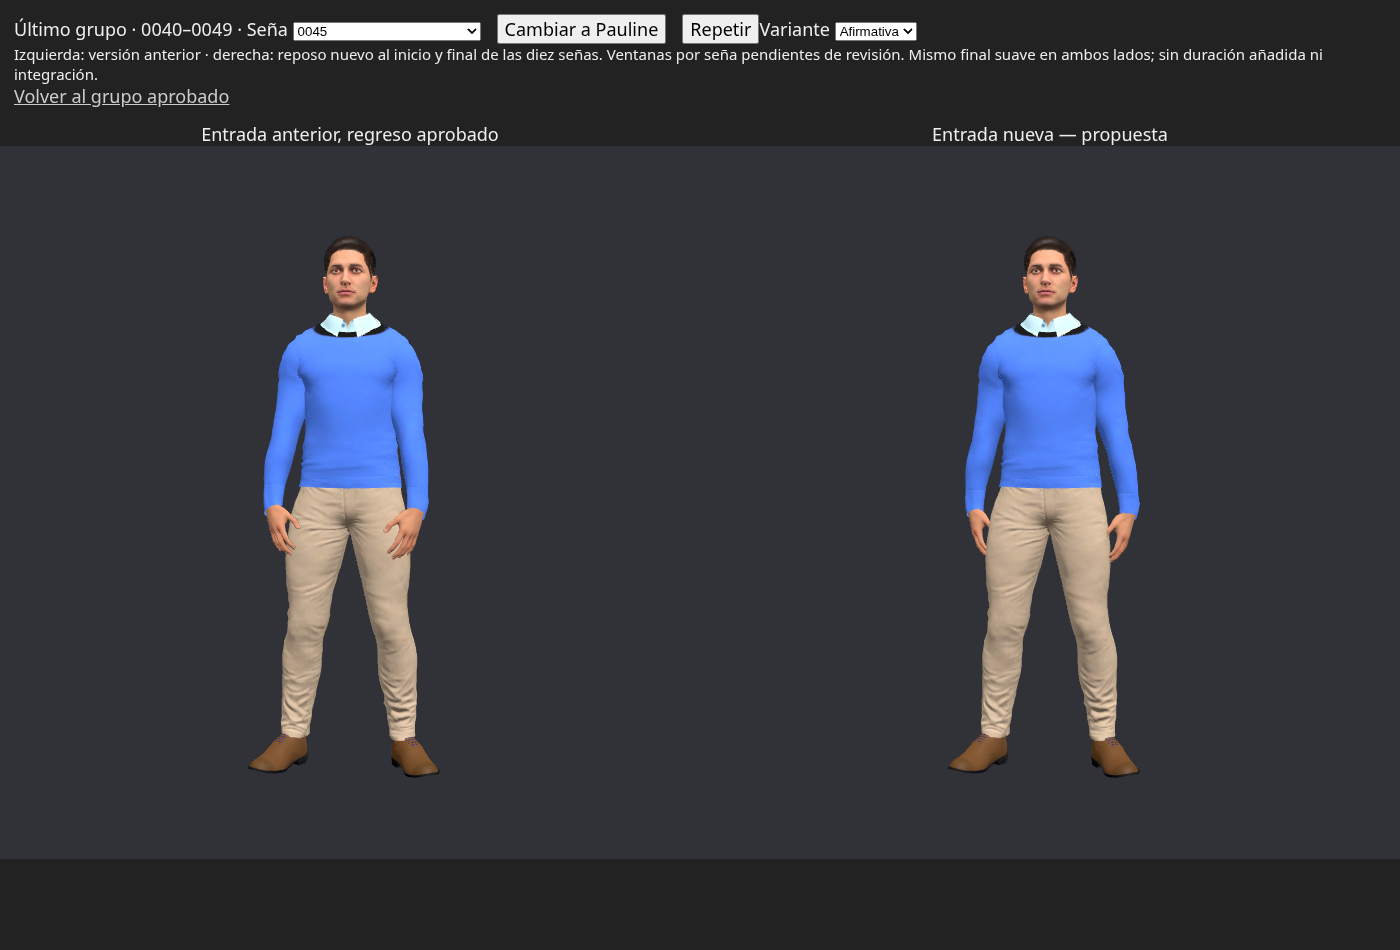 Último grupo · 0040–0049 · Seña 0045 Cambiar a Pauline Repetir Variante Afirmativa
Izquierda: versión anterior · derecha: reposo nuevo al inicio y final de las diez señas. Ventanas por seña pendientes de revisión. Mismo final suave en ambos lados; sin duración añadida ni
integración.
Volver al grupo aprobado
Entrada anterior, regreso aprobado Entrada nueva — propuesta